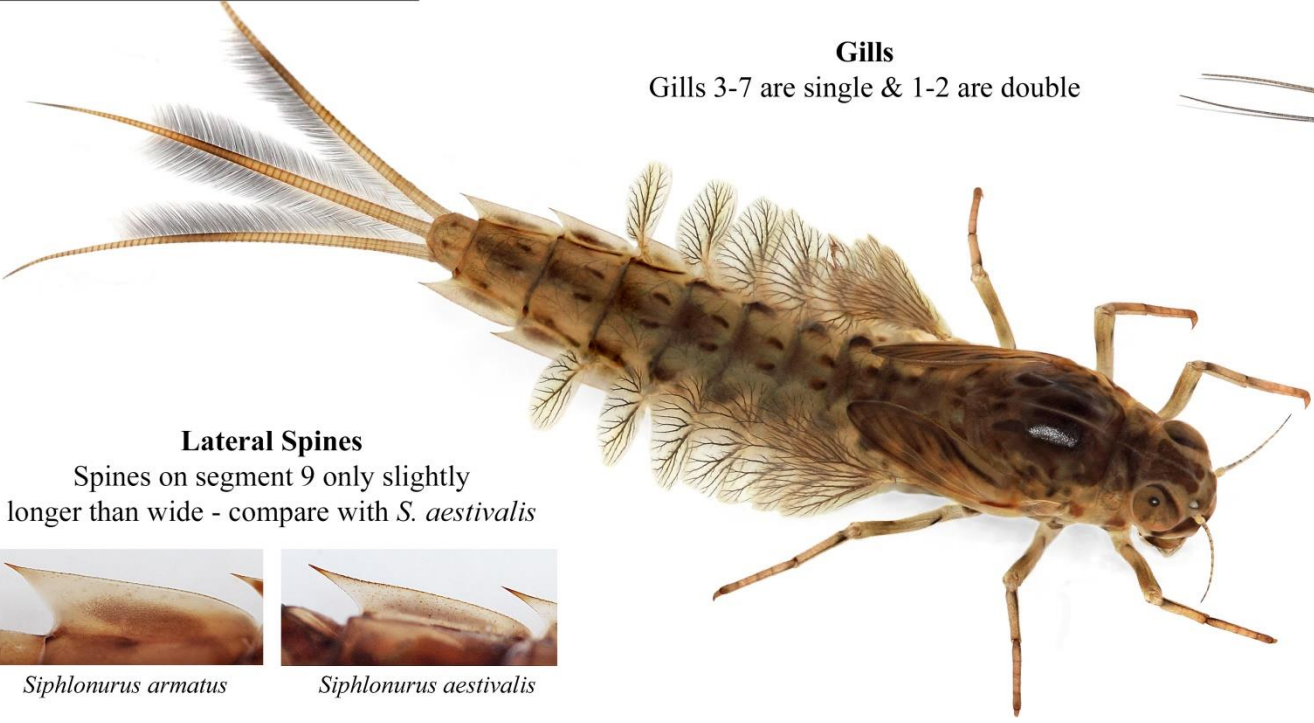 Gills
Gills 3-7 are single & 1-2 are double
Lateral Spines
Spines on segment 9 only slightly
longer than wide - compare with S. aestivalis
Siphlonurus armatus
Siphlonurus aestivalis